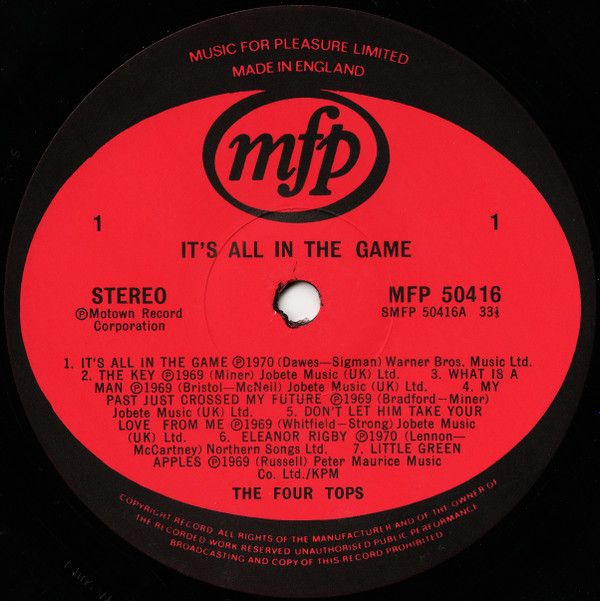 MUSIC FOR PLEASURE LIMITED
MADE IN ENGLAND
mfp
1
1
IT'S ALL IN THE GAME
STEREO
℗Motown Record
Corporation
MFP 50416
SMFP 50416A 33⅓
1. IT'S ALL IN THE GAME ℗1970 (Dawes—Sigman) Warner Bros. Music Ltd.
2. THE KEY ℗1969 (Miner) Jobete Music (UK) Ltd. 3. WHAT IS A
MAN ℗1969 (Bristol—McNeil) Jobete Music (UK) Ltd. 4. MY
PAST JUST CROSSED MY FUTURE ℗1969 (Bradford—Miner)
Jobete Music (UK) Ltd. 5. DON'T LET HIM TAKE YOUR
LOVE FROM ME ℗1969 (Whitfield—Strong) Jobete Music
(UK) Ltd. 6. ELEANOR RIGBY ℗1970 (Lennon—
McCartney) Northern Songs Ltd. 7. LITTLE GREEN
APPLES ℗1969 (Russell) Peter Maurice Music
Co. Ltd./KPM
THE FOUR TOPS
COPYRIGHT RECORD ALL RIGHTS OF THE MANUFACTURER AND OF THE OWNER OF
THE RECORDED WORK RESERVED UNAUTHORISED PUBLIC PERFORMANCE
BROADCASTING AND COPY OF THIS RECORD PROHIBITED